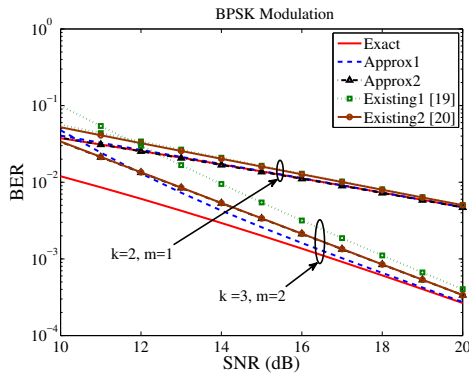 BPSK Modulation
10^0
10^-1
10^-2
10^-3
10^-4
BER
Exact
Approx1
Approx2
Existing1 [19]
Existing2 [20]
k=2, m=1
k =3, m=2
10 12 14 16 18 20
SNR (dB)